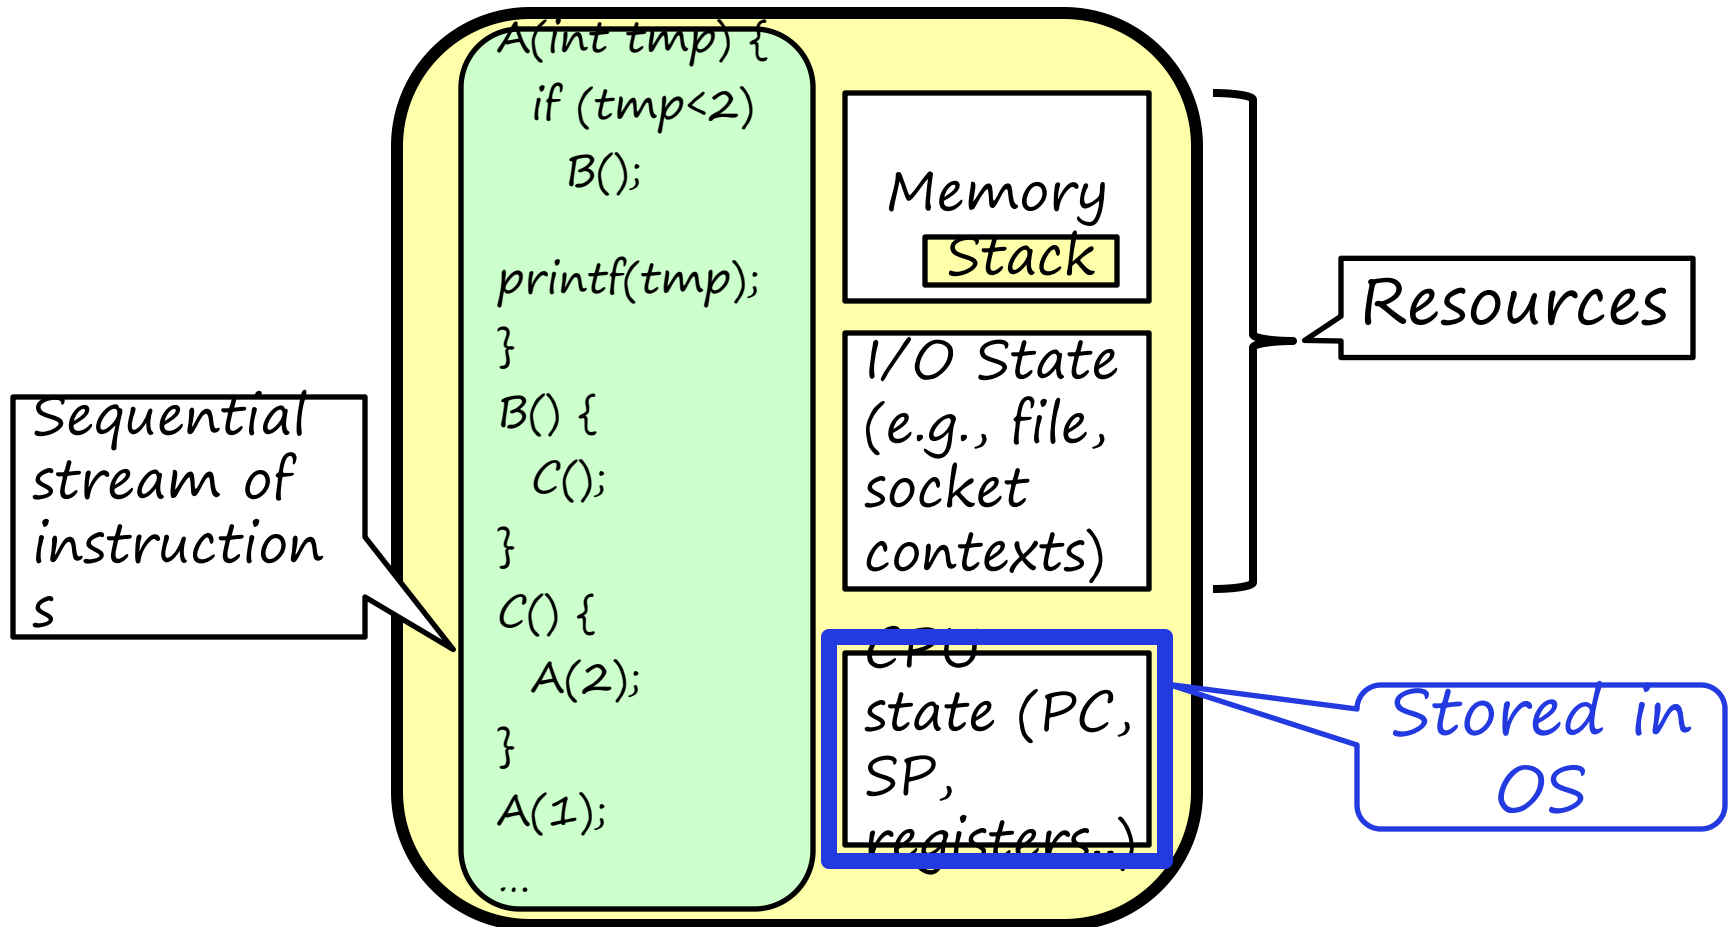 A(int tmp) {
if (tmp<2)
B();
printf(tmp);
}
B() {
C();
}
C() {
A(2);
}
A(1);
...
Memory
Stack
I/O State
(e.g., file,
socket
contexts)
CPU
state (PC,
SP,
registers..)
Sequential
stream of
instruction
s
Resources
Stored in
OS